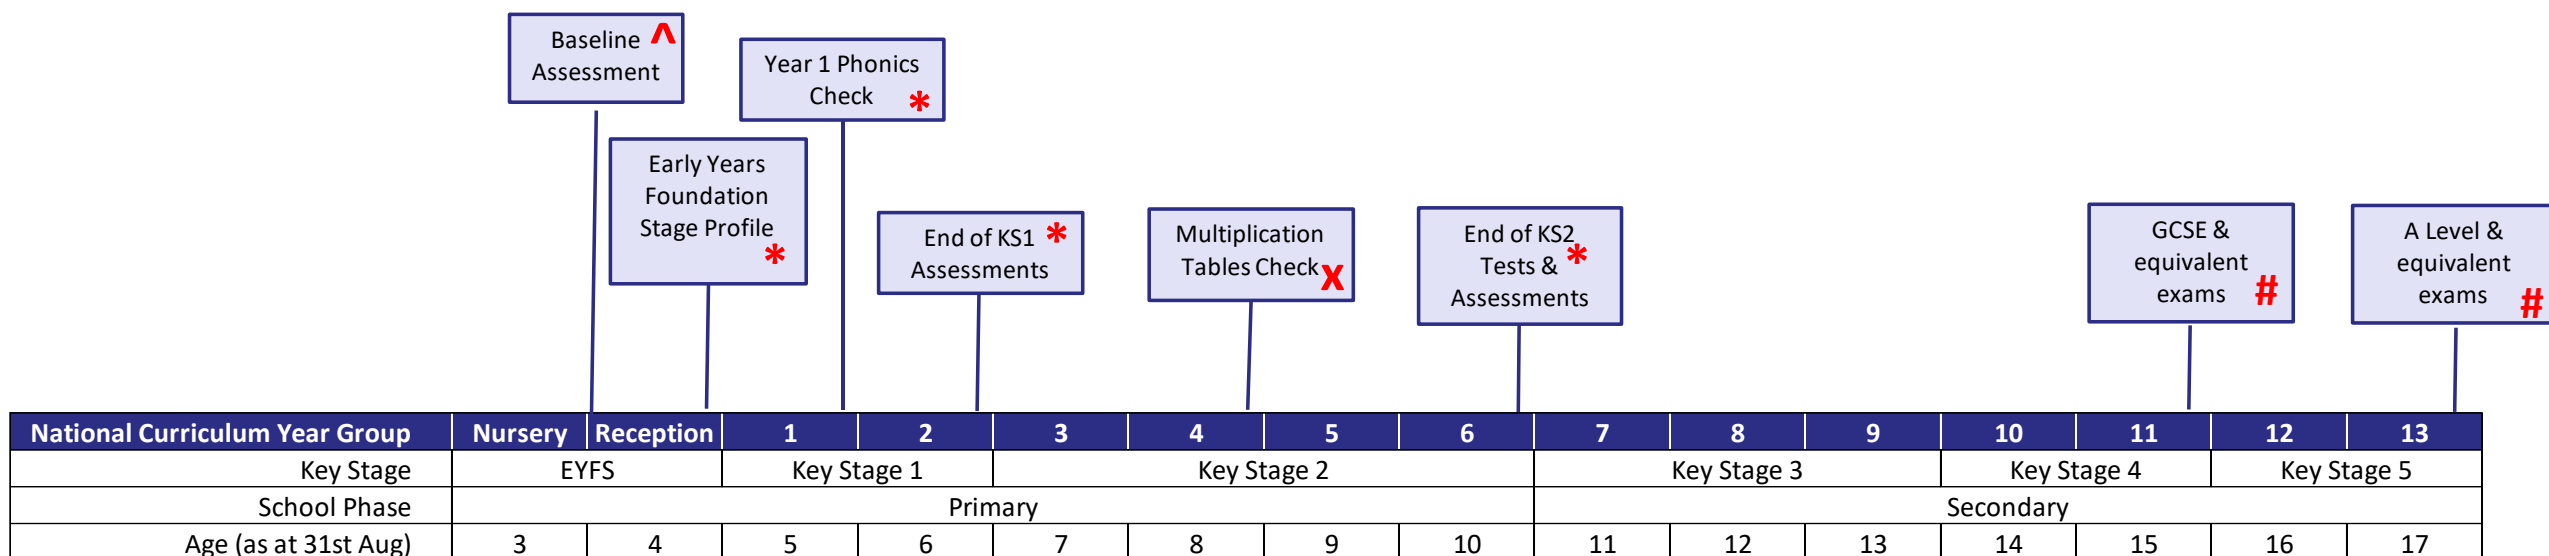 Baseline ^
Assessment
Year 1 Phonics
Check *
Early Years
Foundation
Stage Profile
*
End of KS1 *
Assessments
Multiplication
Tables Check x
End of KS2
Tests & *
Assessments
GCSE &
equivalent
exams #
A Level &
equivalent
exams #
National Curriculum Year Group Nursery Reception 1 2 3 4 5 6 7 8 9 10 11 12 13
Key Stage EYFS Key Stage 1 Key Stage 2 Key Stage 3 Key Stage 4 Key Stage 5
School Phase Primary Secondary
Age (as at 31st Aug) 3 4 5 6 7 8 9 10 11 12 13 14 15 16 17